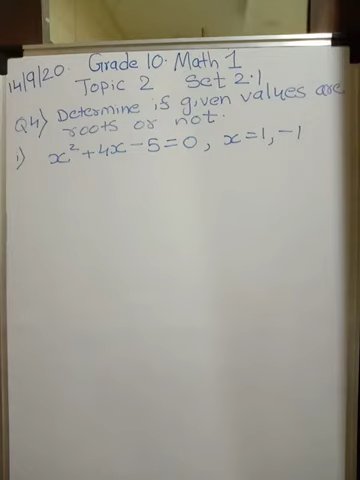 14/9/20. Grade 10. Math 1
Topic 2 Set 2.1
Q4) Determine is given values are
roots or not.
i) x² + 4x - 5 = 0, x = 1, -1